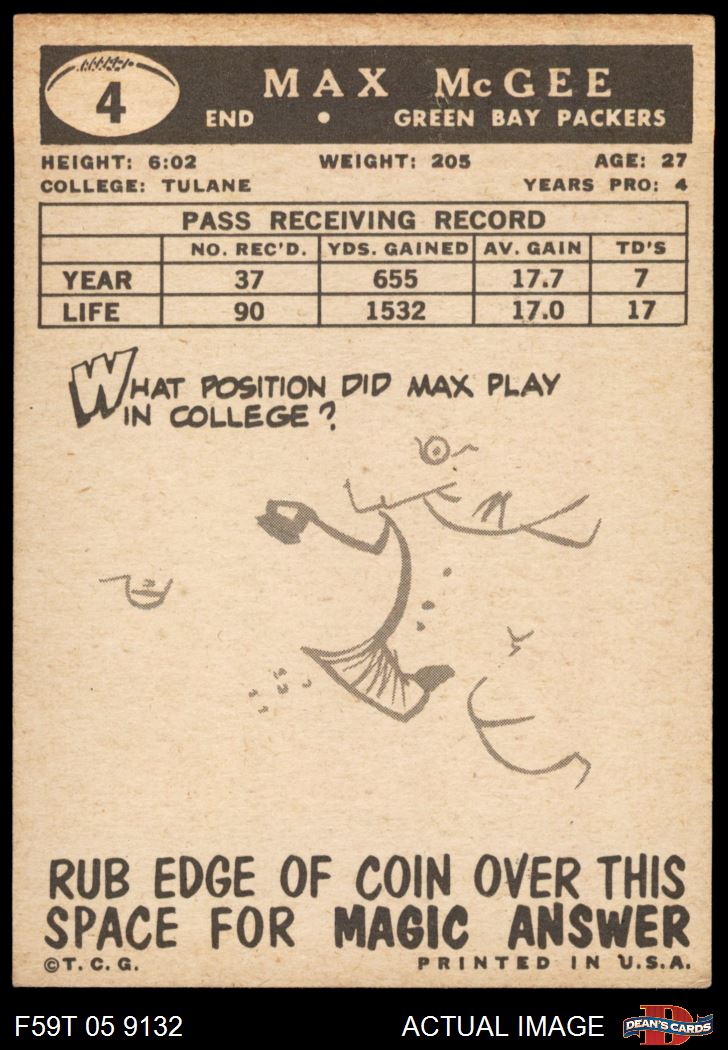 4
MAX McGEE
END • GREEN BAY PACKERS
HEIGHT: 6:02 WEIGHT: 205 AGE: 27
COLLEGE: TULANE YEARS PRO: 4
PASS RECEIVING RECORD
NO. REC'D. YDS. GAINED AV. GAIN TD'S
YEAR 37 655 17.7 7
LIFE 90 1532 17.0 17
WHAT POSITION DID MAX PLAY
IN COLLEGE?
RUB EDGE OF COIN OVER THIS
SPACE FOR MAGIC ANSWER
©T. C. G. PRINTED IN U.S.A.
F59T 05 9132 ACTUAL IMAGE D DEAN'S CARDS